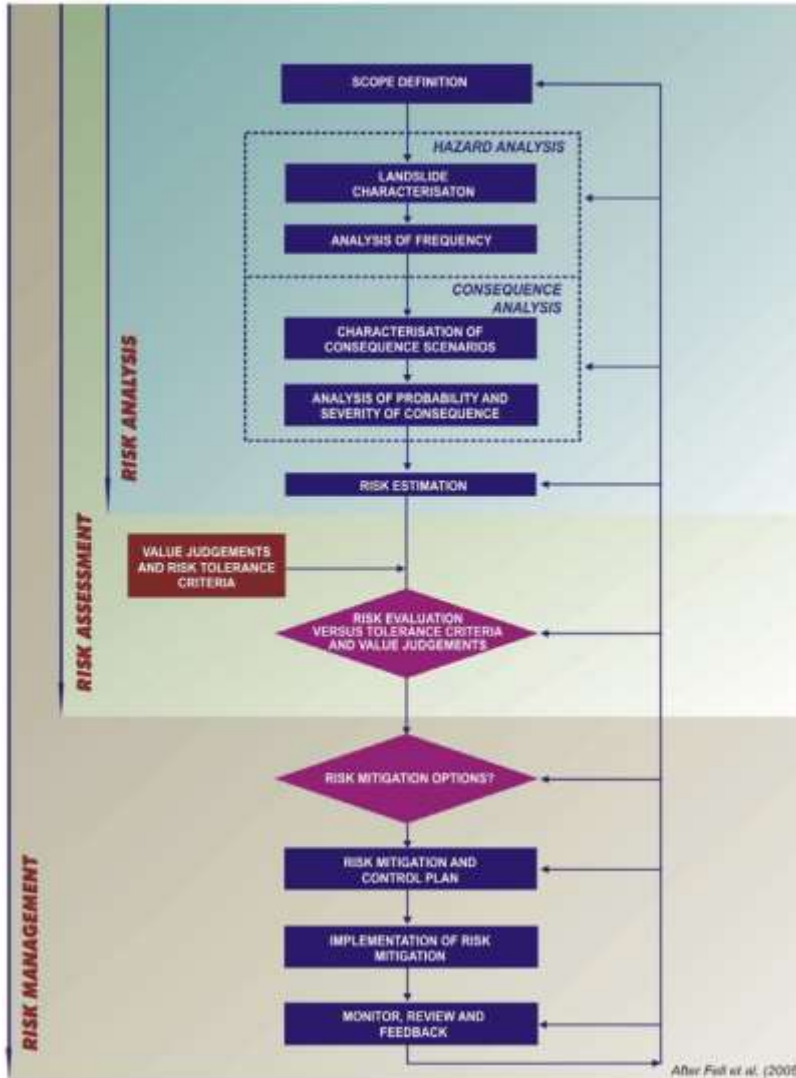 SCOPE DEFINITION
HAZARD ANALYSIS
LANDSLIDE
CHARACTERISATON
ANALYSIS OF FREQUENCY
CONSEQUENCE
ANALYSIS
CHARACTERISATION OF
CONSEQUENCE SCENARIOS
ANALYSIS OF PROBABILITY AND
SEVERITY OF CONSEQUENCE
RISK ANALYSIS
RISK ESTIMATION
VALUE JUDGEMENTS
AND RISK TOLERANCE
CRITERIA
RISK ASSESSMENT
RISK EVALUATION
VERSUS TOLERANCE CRITERIA
AND VALUE JUDGEMENTS
RISK MITIGATION OPTIONS?
RISK MITIGATION AND
CONTROL PLAN
IMPLEMENTATION OF RISK
MITIGATION
RISK MANAGEMENT
MONITOR, REVIEW AND
FEEDBACK
After Fell et al. (2005